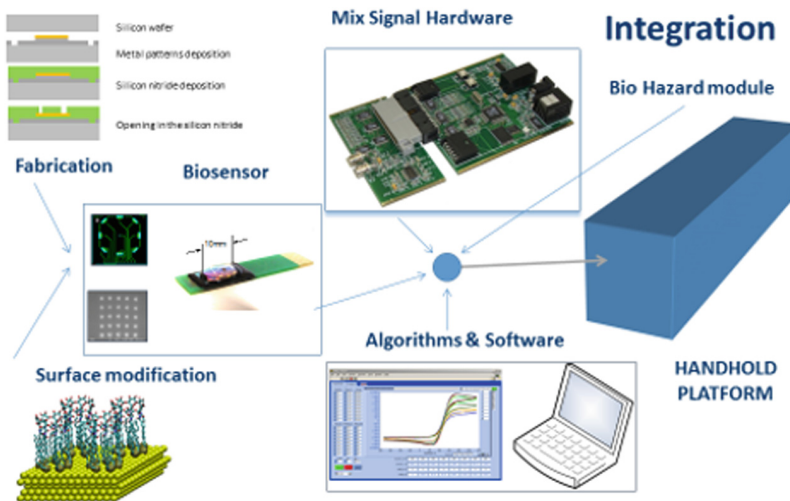 Silicon wafer
Metal patterns deposition
Silicon nitride deposition
Opening in the silicon nitride
Fabrication
Mix Signal Hardware
Integration
Bio Hazard module
Biosensor
10mm
Algorithms & Software
Surface modification
HANDHOLD
PLATFORM